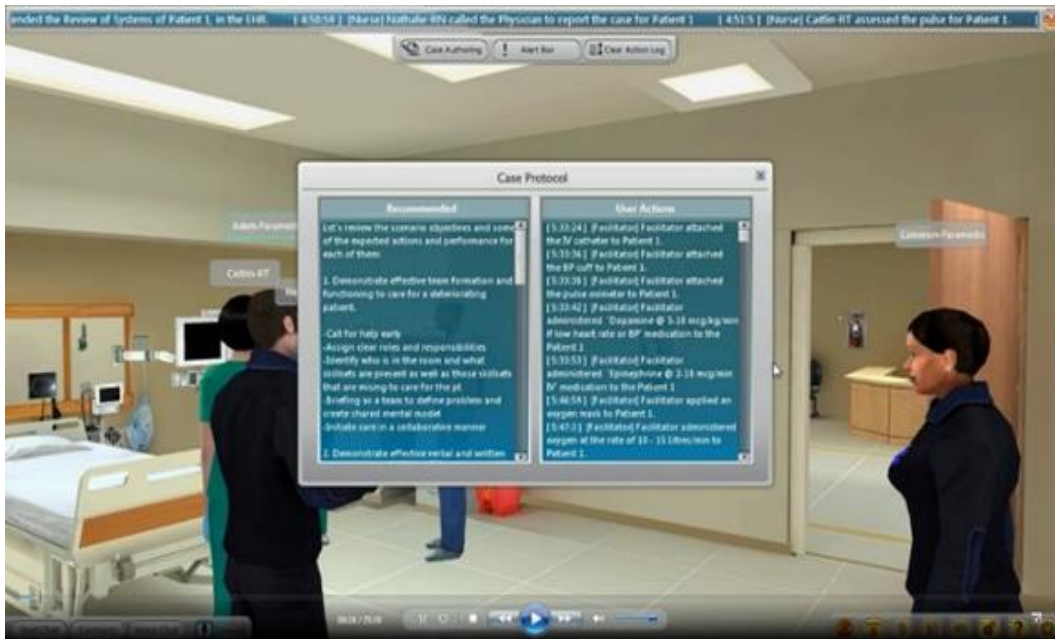 ended the Review of Systems of Patient 1, in the EHR. [ 4:50:58 ] [Nurse] Nathalie-RN called the Physician to report the case for Patient 1 [ 4:51:5 ] [Nurse] Caitlin-RT assessed the pulse for Patient 1.
Case Authoring ! Alert Box Clear Action Log
Case Protocol
Recommended
Let's review the scenario objectives and some
of the expected actions and performance for
each of them:
1. Demonstrate effective team formation and
functioning to care for a deteriorating
patient.
-Call for help early
-Assign clear roles and responsibilities
-Identify who is in the room and what
skillsets are present as well as those skillsets
that are missing to care for the pt
-Briefing as a team to define problem and
create shared mental model
-Initiate care in a collaborative manner
2. Demonstrate effective verbal and written
User Actions
[ 5:33:24 ] [Facilitator] Facilitator attached
the IV catheter to Patient 1.
[ 5:33:36 ] [Facilitator] Facilitator attached
the BP cuff to Patient 1.
[ 5:33:38 ] [Facilitator] Facilitator attached
the pulse oximeter to Patient 1.
[ 5:33:42 ] [Facilitator] Facilitator
administered 'Dopamine @ 5-10 mcg/kg/min
if low heart rate or BP' medication to the
Patient 1
[ 5:33:53 ] [Facilitator] Facilitator
administered 'Epinephrine @ 2-10 mcg/min
IV' medication to the Patient 1
[ 5:46:59 ] [Facilitator] Facilitator applied an
oxygen mask to Patient 1.
[ 5:47:3 ] [Facilitator] Facilitator administered
oxygen at the rate of 10 - 15 Litres/min to
Patient 1.
Adam-Paramedic
Caitlin-RT
Cameron-Paramedic